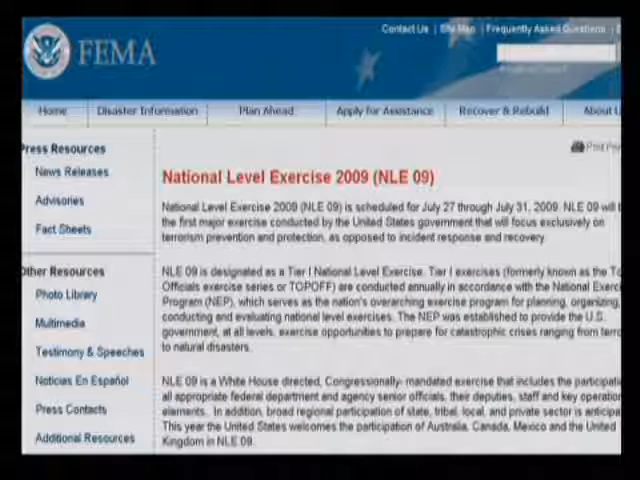 Contact Us | Site Map | Frequently Asked Questions |
FEMA
Home
Disaster Information
Plan Ahead
Apply for Assistance
Recover & Rebuild
About U
Press Resources
News Releases
Advisories
Fact Sheets
Other Resources
Photo Library
Multimedia
Testimony & Speeches
Noticias En Español
Press Contacts
Additional Resources
Print
National Level Exercise 2009 (NLE 09)
National Level Exercise 2009 (NLE 09) is scheduled for July 27 through July 31, 2009. NLE 09 will
the first major exercise conducted by the United States government that will focus exclusively on
terrorism prevention and protection, as opposed to incident response and recovery.
NLE 09 is designated as a Tier I National Level Exercise. Tier I exercises (formerly known as the To
Officials exercise series or TOPOFF) are conducted annually in accordance with the National Exerc
Program (NEP), which serves as the nation's overarching exercise program for planning, organizing,
conducting and evaluating national level exercises. The NEP was established to provide the U.S.
government, at all levels, exercise opportunities to prepare for catastrophic crises ranging from terro
to natural disasters.
NLE 09 is a White House directed, Congressionally- mandated exercise that includes the participati
all appropriate federal department and agency senior officials, their deputies, staff and key operation
elements. In addition, broad regional participation of state, tribal, local, and private sector is anticipa
This year the United States welcomes the participation of Australia, Canada, Mexico and the United
Kingdom in NLE 09.